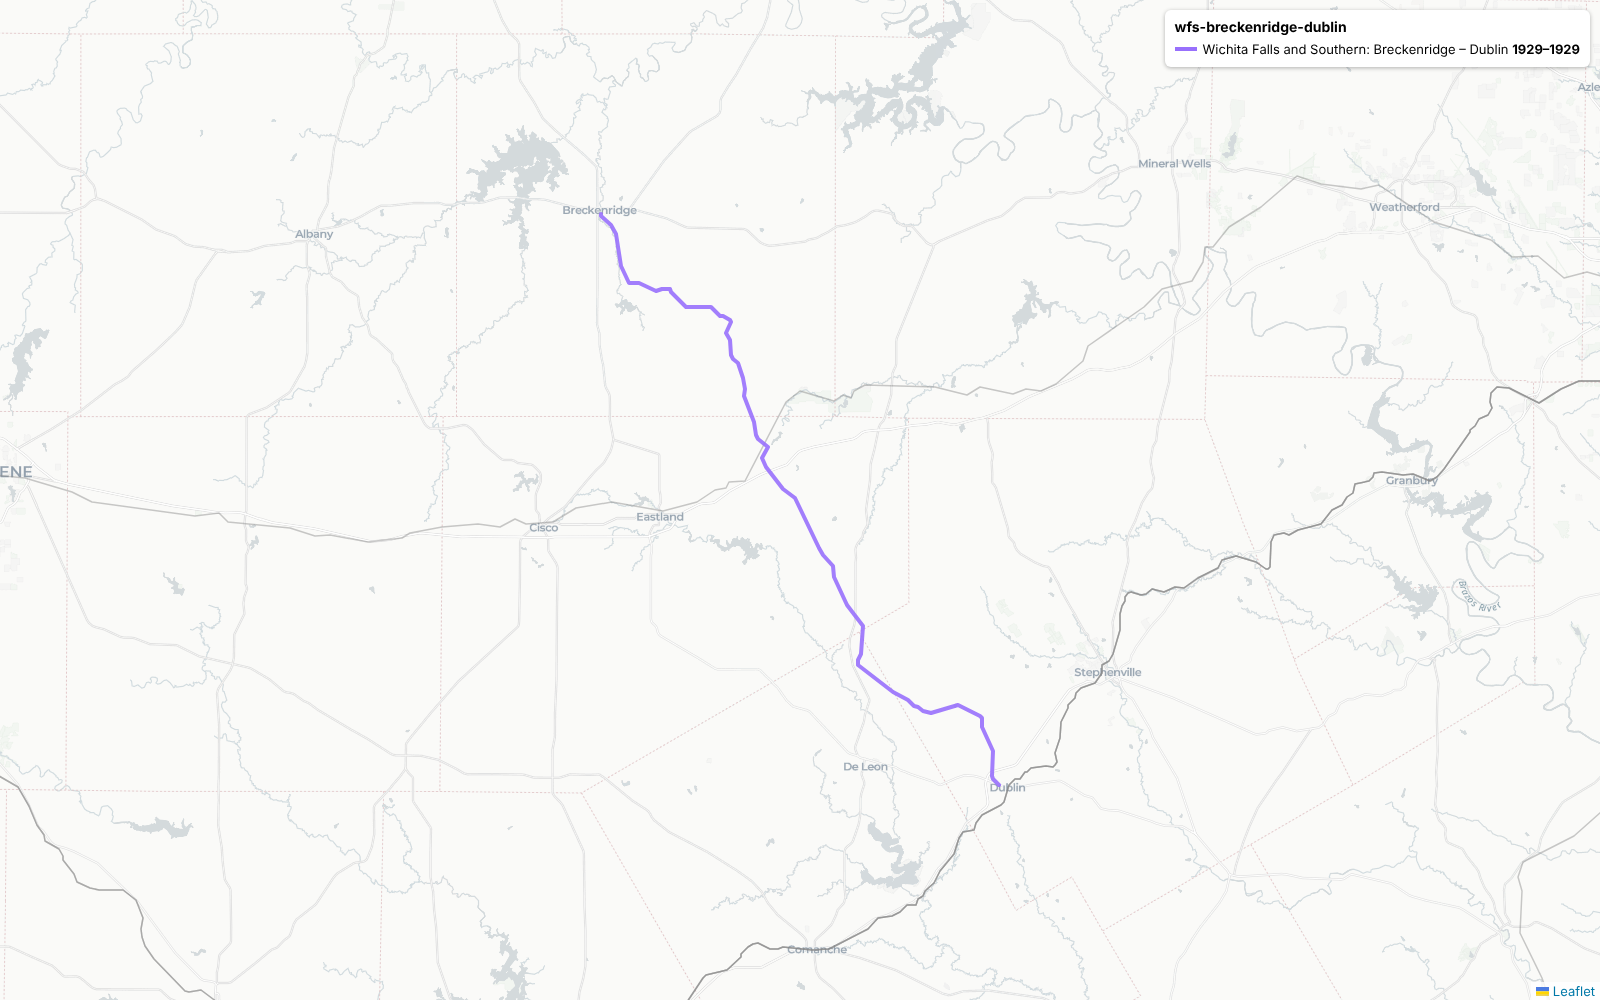 wfs-breckenridge-dublin
Wichita Falls and Southern: Breckenridge – Dublin 1929–1929
Azle
Mineral Wells
Weatherford
Breckenridge
Albany
ENE
Granbury
Eastland
Cisco
Brazos River
Stephenville
De Leon
Dublin
Comanche
Leaflet